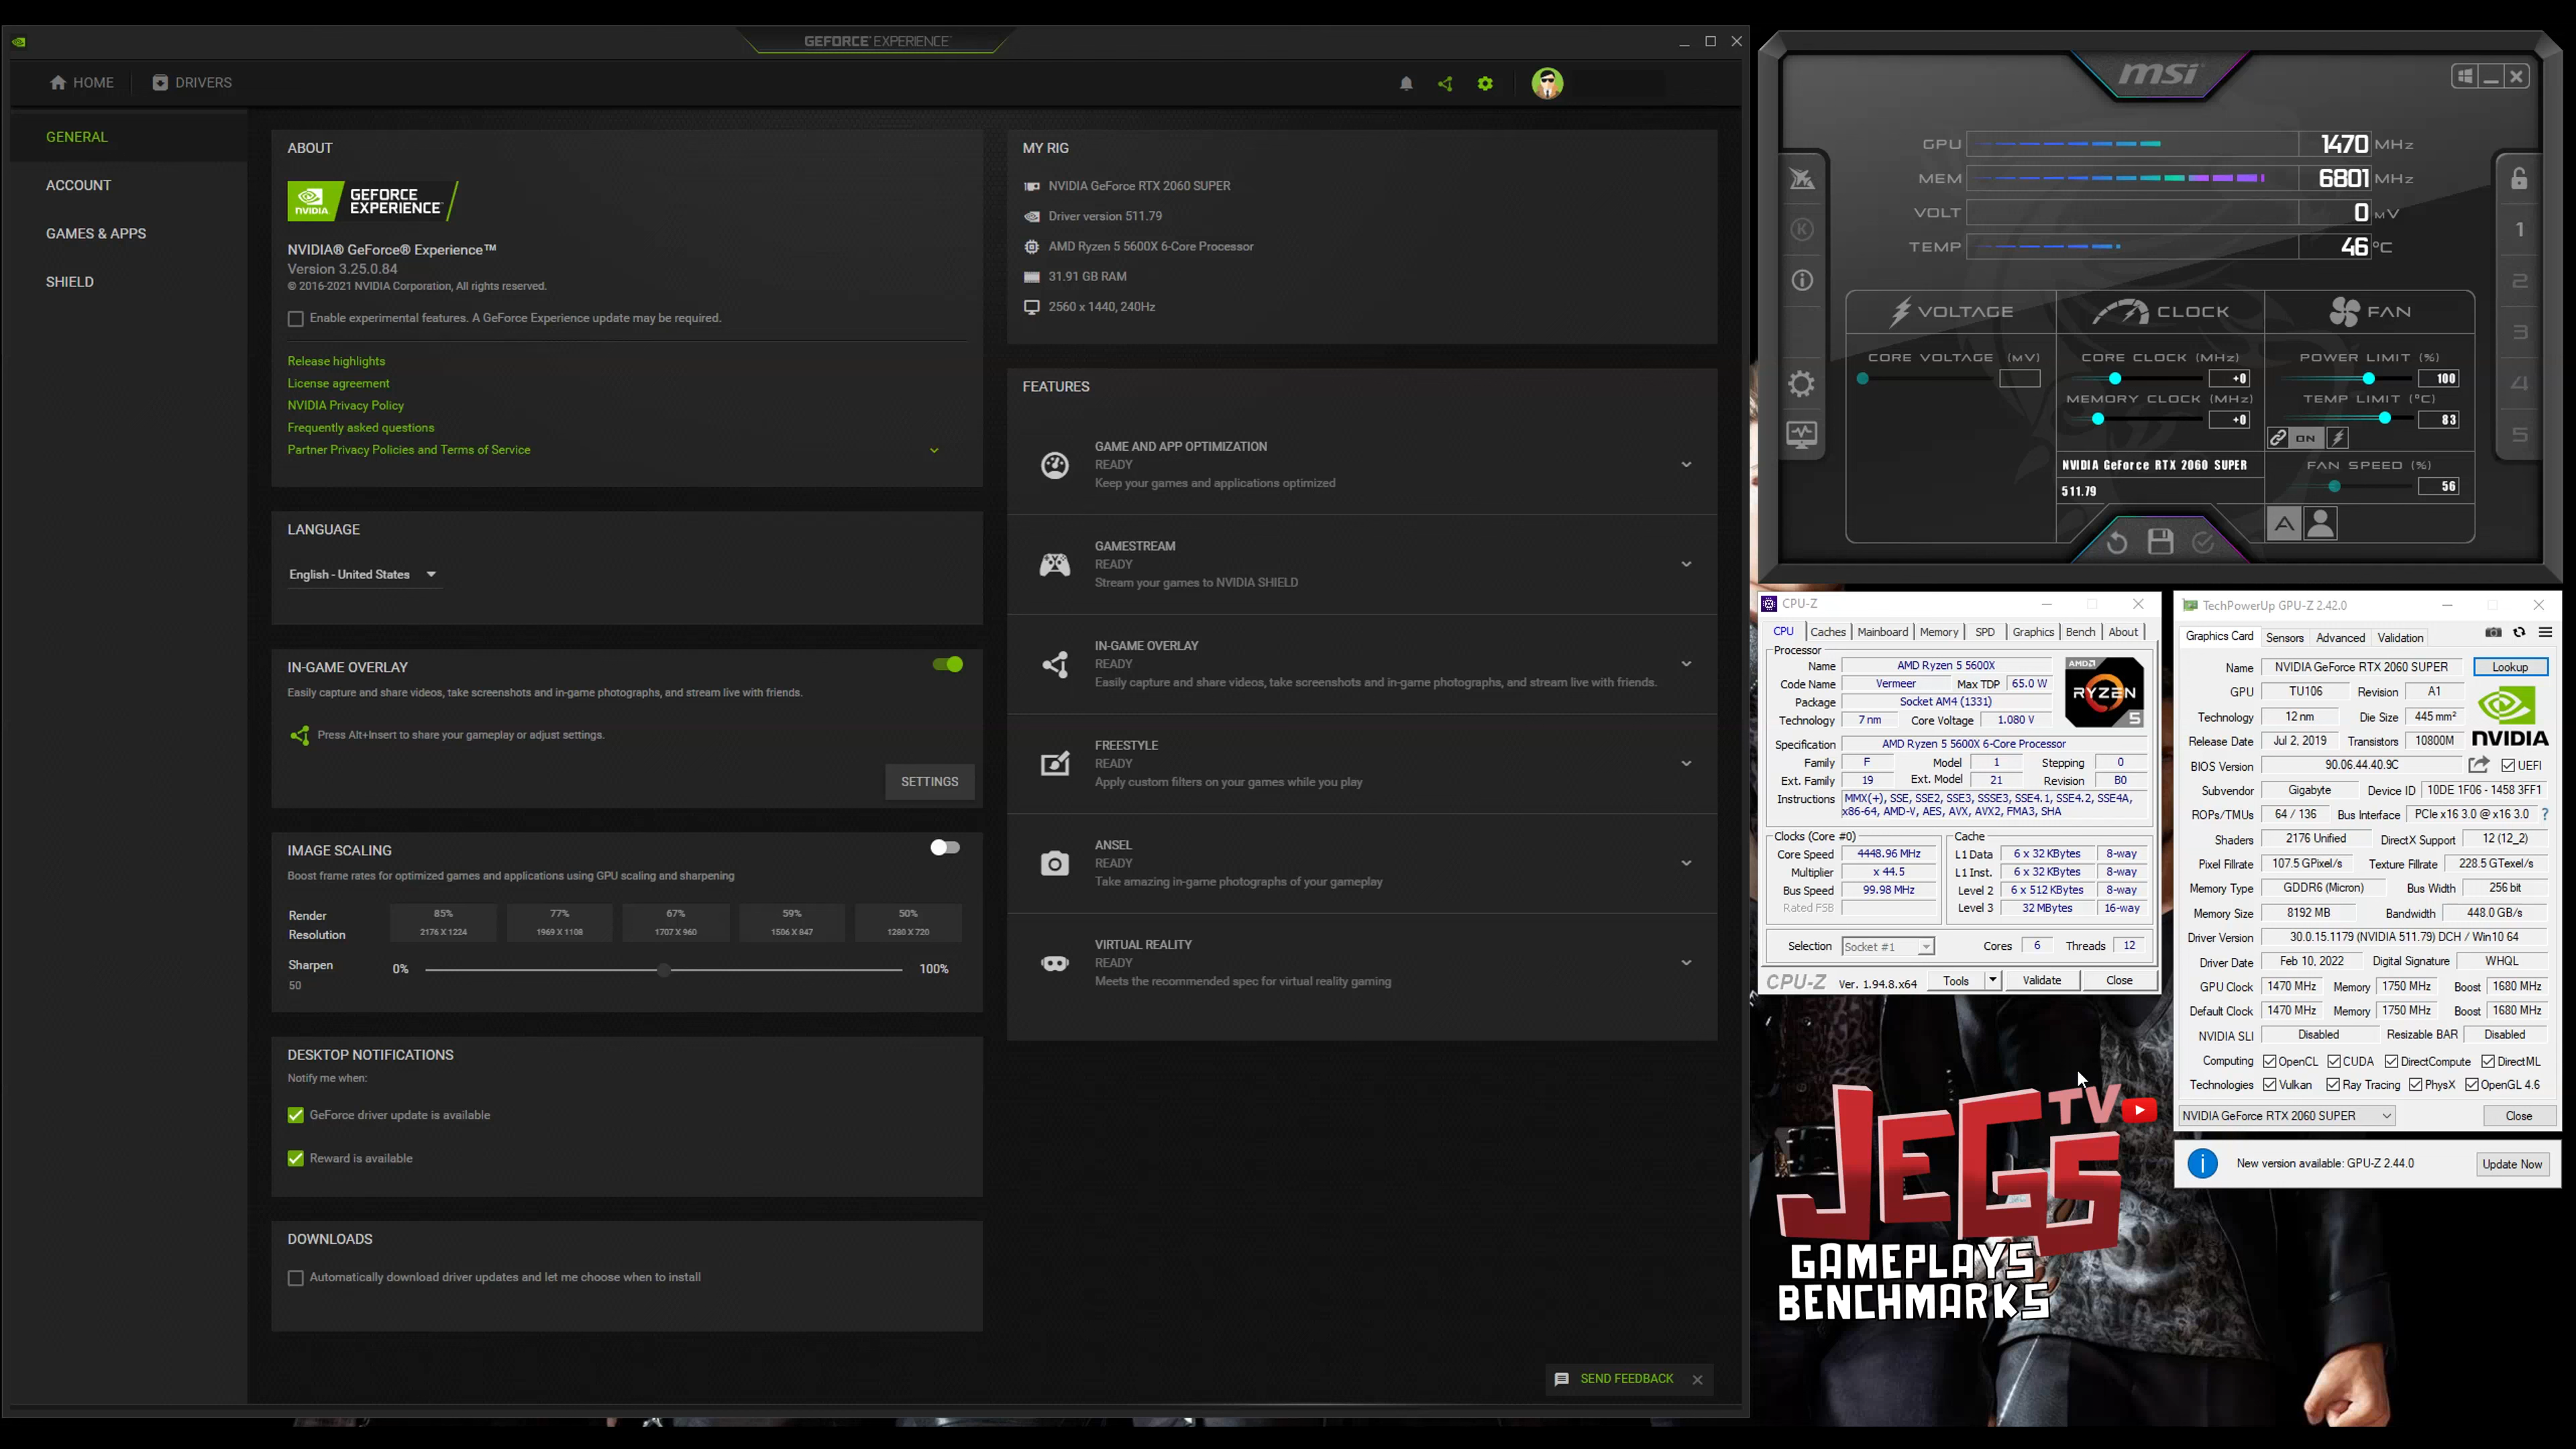 GEFORCE EXPERIENCE
HOME
DRIVERS
GENERAL
ACCOUNT
GAMES & APPS
SHIELD
ABOUT
NVIDIA
GEFORCE
EXPERIENCE
NVIDIA® GeForce® Experience™
Version 3.25.0.84
© 2016-2021 NVIDIA Corporation, All rights reserved.
Enable experimental features. A GeForce Experience update may be required.
Release highlights
License agreement
NVIDIA Privacy Policy
Frequently asked questions
Partner Privacy Policies and Terms of Service
LANGUAGE
English - United States
IN-GAME OVERLAY
Easily capture and share videos, take screenshots and in-game photographs, and stream live with friends.
Press Alt+Insert to share your gameplay or adjust settings.
SETTINGS
IMAGE SCALING
Boost frame rates for optimized games and applications using GPU scaling and sharpening
Render Resolution
85% 77% 67% 59% 50%
2176 X 1224 1969 X 1108 1707 X 960 1506 X 847 1280 X 720
Sharpen 0% 100%
50
DESKTOP NOTIFICATIONS
Notify me when:
GeForce driver update is available
Reward is available
DOWNLOADS
Automatically download driver updates and let me choose when to install
MY RIG
NVIDIA GeForce RTX 2060 SUPER
Driver version 511.79
AMD Ryzen 5 5600X 6-Core Processor
31.91 GB RAM
2560 x 1440, 240Hz
FEATURES
GAME AND APP OPTIMIZATION
READY
Keep your games and applications optimized
GAMESTREAM
READY
Stream your games to NVIDIA SHIELD
IN-GAME OVERLAY
READY
Easily capture and share videos, take screenshots and in-game photographs, and stream live with friends.
FREESTYLE
READY
Apply custom filters on your games while you play
ANSEL
READY
Take amazing in-game photographs of your gameplay
VIRTUAL REALITY
READY
Meets the recommended spec for virtual reality gaming
SEND FEEDBACK
msi
GPU 1470 MHz
MEM 6801 MHz
VOLT 0 MV
TEMP 46 °C
K
1
2
3
4
5
VOLTAGE CLOCK FAN
CORE VOLTAGE (MV) CORE CLOCK (MHz) +0 POWER LIMIT (%) 100
MEMORY CLOCK (MHz) +0 TEMP LIMIT (°C) 83
ON
NVIDIA GeForce RTX 2060 SUPER FAN SPEED (%)
511.79 56
A
CPU-Z
CPU Caches Mainboard Memory SPD Graphics Bench About
Processor
Name AMD Ryzen 5 5600X
Code Name Vermeer Max TDP 65.0 W
Package Socket AM4 (1331)
Technology 7 nm Core Voltage 1.080 V
AMD
RYZEN
5
Specification AMD Ryzen 5 5600X 6-Core Processor
Family F Model 1 Stepping 0
Ext. Family 19 Ext. Model 21 Revision B0
Instructions MMX(+), SSE, SSE2, SSE3, SSSE3, SSE4.1, SSE4.2, SSE4A,
x86-64, AMD-V, AES, AVX, AVX2, FMA3, SHA
Clocks (Core #0) Cache
Core Speed 4448.96 MHz L1 Data 6 x 32 KBytes 8-way
Multiplier x 44.5 L1 Inst. 6 x 32 KBytes 8-way
Bus Speed 99.98 MHz Level 2 6 x 512 KBytes 8-way
Rated FSB Level 3 32 MBytes 16-way
Selection Socket #1 Cores 6 Threads 12
CPU-Z Ver. 1.94.8.x64 Tools Validate Close
TechPowerUp GPU-Z 2.42.0
Graphics Card Sensors Advanced Validation
Name NVIDIA GeForce RTX 2060 SUPER Lookup
GPU TU106 Revision A1
Technology 12 nm Die Size 445 mm²
Release Date Jul 2, 2019 Transistors 10800M NVIDIA
BIOS Version 90.06.44.40.9C UEFI
Subvendor Gigabyte Device ID 10DE 1F06 - 1458 3FF1
ROPs/TMUs 64 / 136 Bus Interface PCIe x16 3.0 @ x16 3.0 ?
Shaders 2176 Unified DirectX Support 12 (12_2)
Pixel Fillrate 107.5 GPixel/s Texture Fillrate 228.5 GTexel/s
Memory Type GDDR6 (Micron) Bus Width 256 bit
Memory Size 8192 MB Bandwidth 448.0 GB/s
Driver Version 30.0.15.1179 (NVIDIA 511.79) DCH / Win10 64
Driver Date Feb 10, 2022 Digital Signature WHQL
GPU Clock 1470 MHz Memory 1750 MHz Boost 1680 MHz
Default Clock 1470 MHz Memory 1750 MHz Boost 1680 MHz
NVIDIA SLI Disabled Resizable BAR Disabled
Computing OpenCL CUDA DirectCompute DirectML
Technologies Vulkan Ray Tracing PhysX OpenGL 4.6
NVIDIA GeForce RTX 2060 SUPER Close
New version available: GPU-Z 2.44.0 Update Now
JEGS TV
GAMEPLAYS
BENCHMARKS